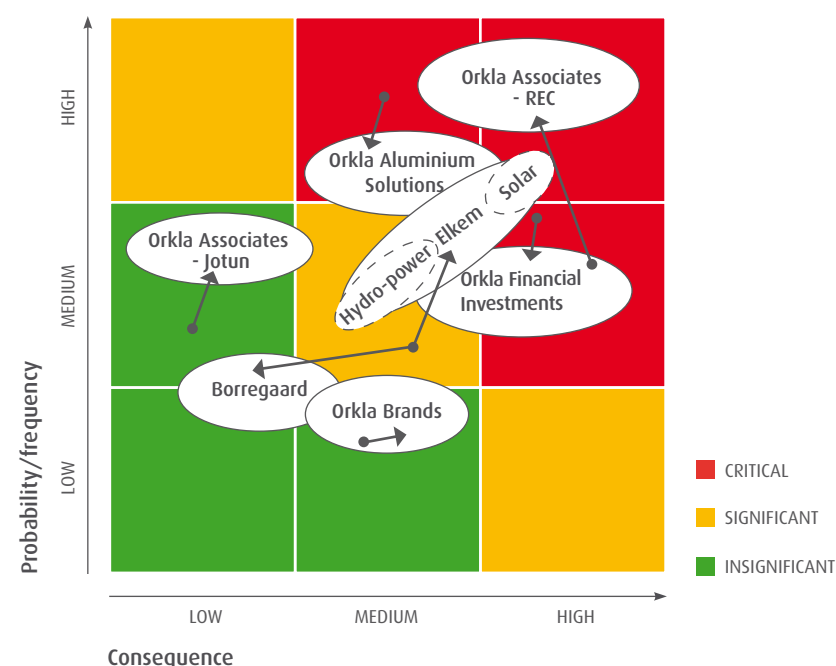 Orkla Associates
- REC
Orkla Aluminium
Solutions
Solar
Elkem
Hydro-power
Orkla Associates
- Jotun
Orkla Financial
Investments
Borregaard
Orkla Brands
Probability/frequency
HIGH
MEDIUM
LOW
CRITICAL
SIGNIFICANT
INSIGNIFICANT
LOW
MEDIUM
HIGH
Consequence